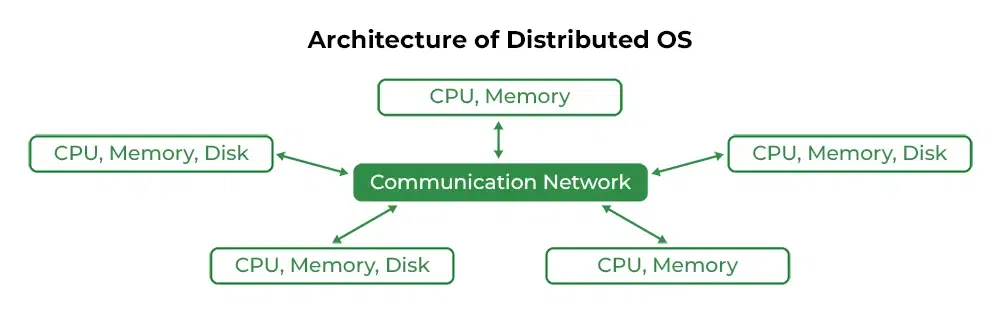 Architecture of Distributed OS
CPU, Memory
CPU, Memory, Disk
CPU, Memory, Disk
Communication Network
CPU, Memory, Disk
CPU, Memory